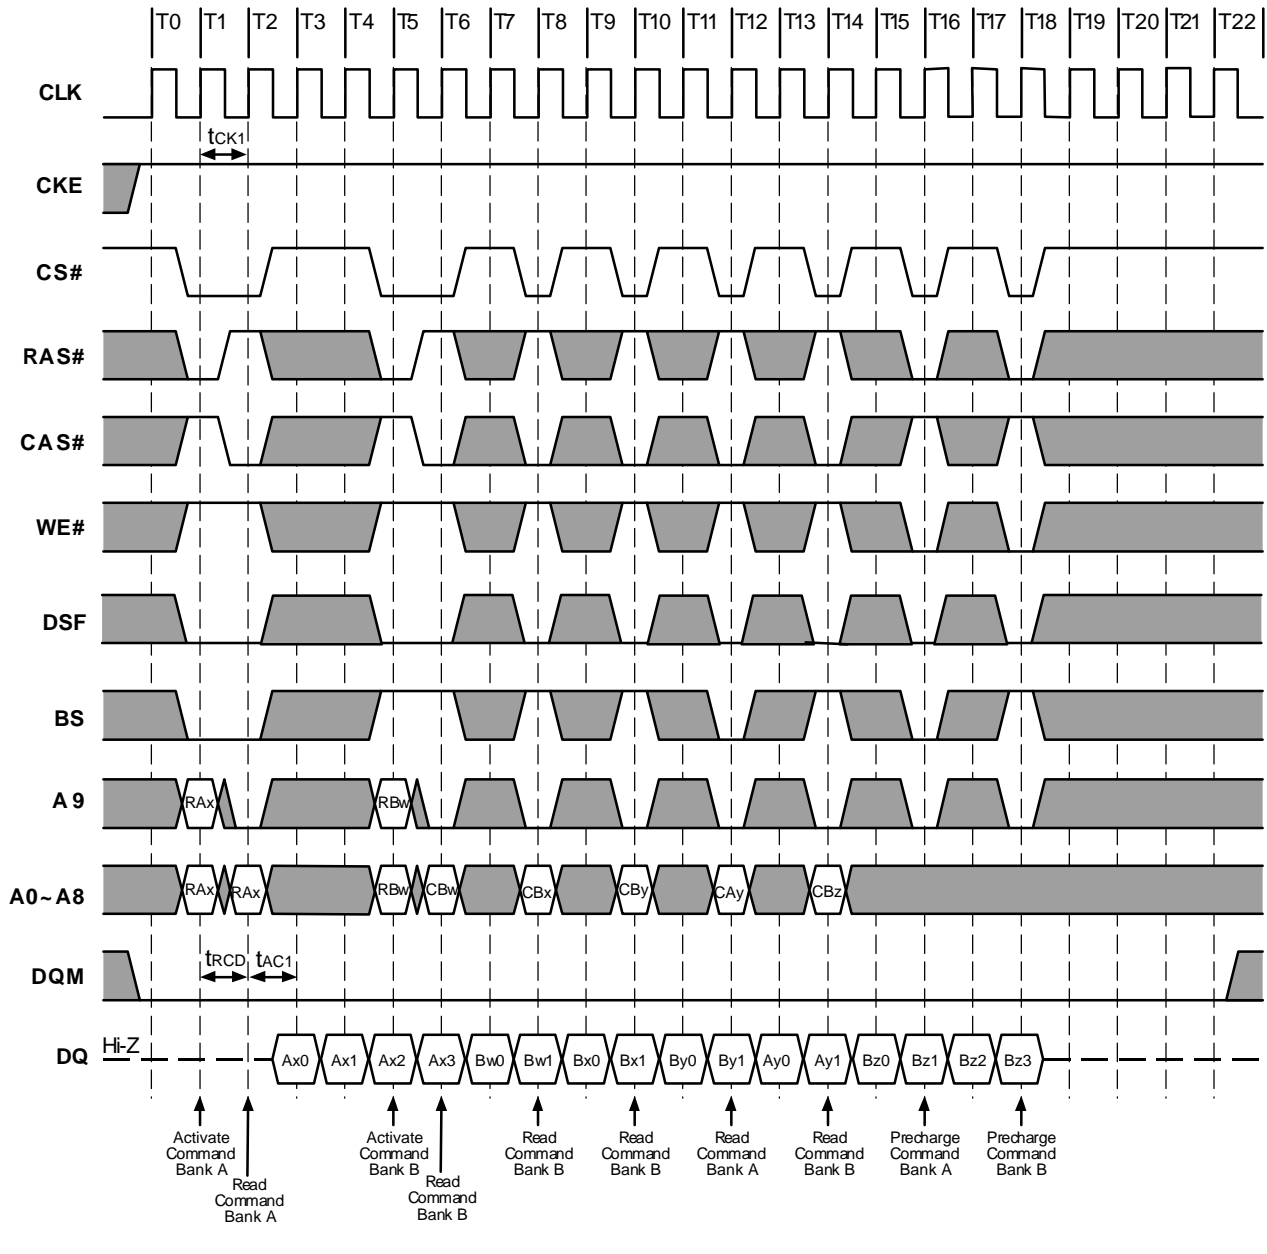 T0 T1 T2 T3 T4 T5 T6 T7 T8 T9 T10 T11 T12 T13 T14 T15 T16 T17 T18 T19 T20 T21 T22
CLK
tCK1
CKE
CS#
RAS#
CAS#
WE#
DSF
BS
A9 RAx RBw
A0~A8 RAx RAx RBw CBw CBx CBy CAy CBz
DQM tRCD tAC1
DQ Hi-Z Ax0 Ax1 Ax2 Ax3 Bw0 Bw1 Bx0 Bx1 By0 By1 Ay0 Ay1 Bz0 Bz1 Bz2 Bz3
Activate
Command
Bank A
Read
Command
Bank A
Activate
Command
Bank B
Read
Command
Bank B
Read
Command
Bank B
Read
Command
Bank B
Read
Command
Bank A
Read
Command
Bank B
Precharge
Command
Bank A
Precharge
Command
Bank B